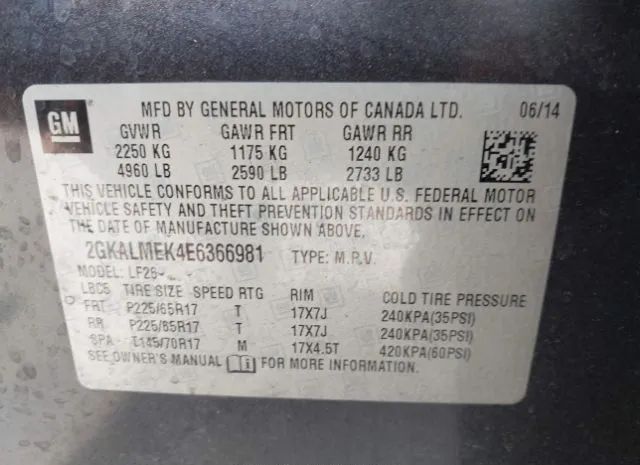 GM
MFD BY GENERAL MOTORS OF CANADA LTD. 06/14
GVWR GAWR FRT GAWR RR
2250 KG 1175 KG 1240 KG
4960 LB 2590 LB 2733 LB
THIS VEHICLE CONFORMS TO ALL APPLICABLE U.S. FEDERAL MOTOR
VEHICLE SAFETY AND THEFT PREVENTION STANDARDS IN EFFECT ON
THE DATE OF MANUFACTURE SHOWN ABOVE.
2GKALMEK4E6366981 TYPE: M.P.V.
MODEL: LF26
LBC5 TIRE SIZE SPEED RTG RIM COLD TIRE PRESSURE
FRT P225/65R17 T 17X7J 240KPA(35PSI)
RR P225/65R17 T 17X7J 240KPA(35PSI)
SPA T145/70R17 M 17X4.5T 420KPA(60PSI)
SEE OWNER'S MANUAL FOR MORE INFORMATION.